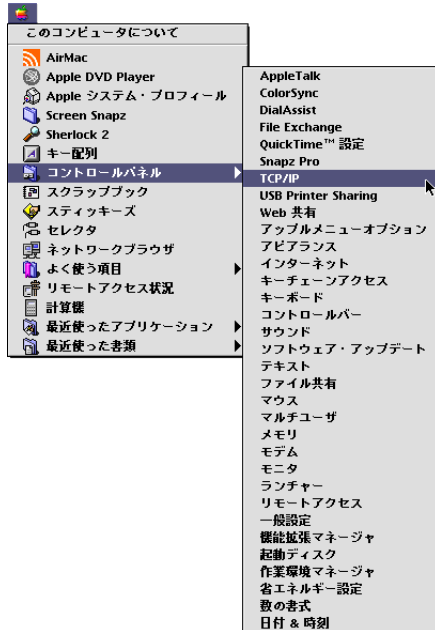 このコンピュータについて
AirMac
Apple DVD Player
Apple システム・プロフィール
Screen Snapz
Sherlock 2
キー配列
コントロールパネル
スクラップブック
スティッキーズ
セレクタ
ネットワークブラウザ
よく使う項目
リモートアクセス状況
計算機
最近使ったアプリケーション
最近使った書類
AppleTalk
ColorSync
DialAssist
File Exchange
QuickTime™ 設定
Snapz Pro
TCP/IP
USB Printer Sharing
Web 共有
アップルメニューオプション
アピアランス
インターネット
キーチェーンアクセス
キーボード
コントロールバー
サウンド
ソフトウェア・アップデート
テキスト
ファイル共有
マウス
マルチユーザ
メモリ
モデム
モニタ
ランチャー
リモートアクセス
一般設定
機能拡張マネージャ
起動ディスク
作業環境マネージャ
省エネルギー設定
数の書式
日付 & 時刻